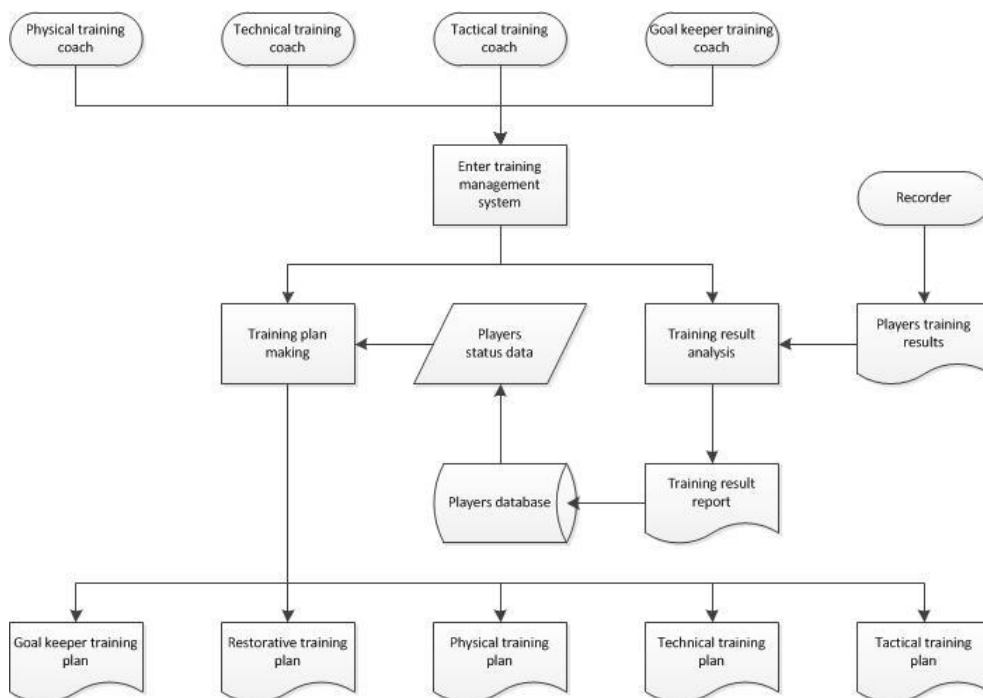 Physical training
coach
Technical training
coach
Tactical training
coach
Goal keeper training
coach
Enter training
management
system
Recorder
Training plan
making
Players
status data
Training result
analysis
Players training
results
Players database
Training result
report
Goal keeper training
plan
Restorative training
plan
Physical training
plan
Technical training
plan
Tactical training
plan